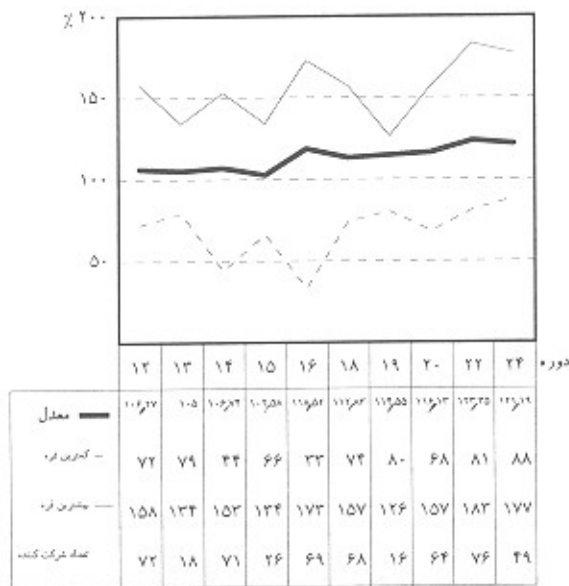 ٪ ۲۰۰
۱۵۰
۱۰۰
۵۰
دوره ۱۲ ۱۳ ۱۴ ۱۵ ۱۶ ۱۸ ۱۹ ۲۰ ۲۲ ۲۴
معدل ۱۰۵
کمترین نمره ۷۲ ۷۹ ۴۴ ۶۶ ۳۳ ۷۴ ۸۰ ۶۸ ۸۱ ۸۸
بیشترین نمره ۱۵۸ ۱۳۴ ۱۵۳ ۱۳۴ ۱۷۳ ۱۵۷ ۱۲۶ ۱۵۷ ۱۸۳ ۱۷۷
تعداد شرکت کننده ۷۲ ۱۸ ۷۱ ۲۶ ۶۹ ۶۸ ۱۶ ۶۴ ۷۶ ۴۹